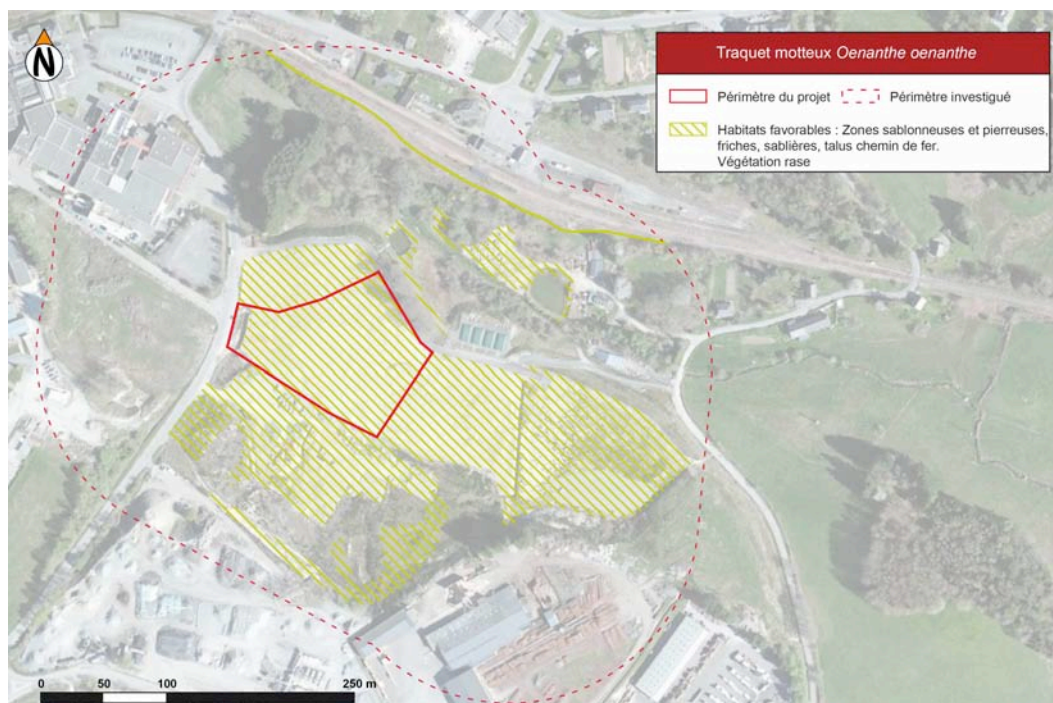 N
Traquet motteux Oenanthe oenanthe
Périmètre du projet Périmètre investigué
Habitats favorables : Zones sablonneuses et pierreuses,
friches, sablières, talus chemin de fer.
Végétation rase
0 50 100 250 m